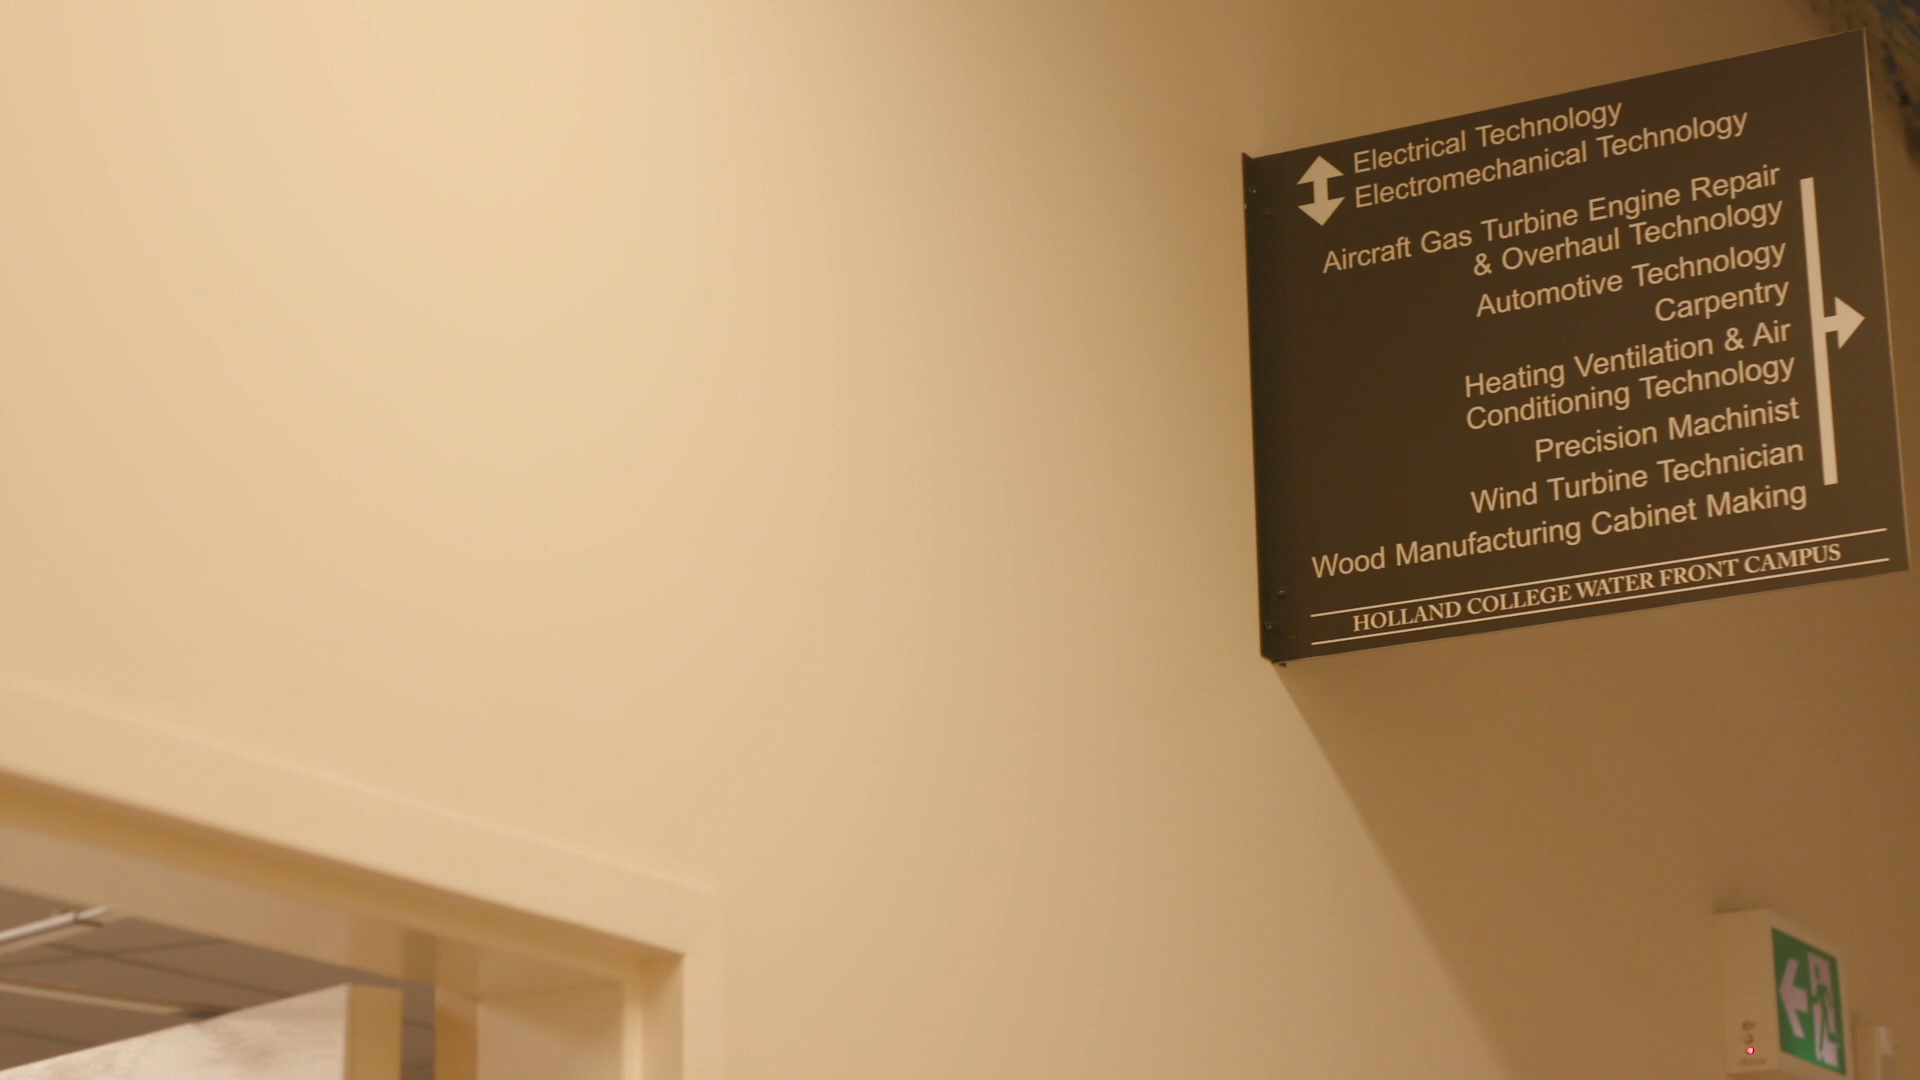 Electrical Technology
Electromechanical Technology
Aircraft Gas Turbine Engine Repair
& Overhaul Technology
Automotive Technology
Carpentry
Heating Ventilation & Air
Conditioning Technology
Precision Machinist
Wind Turbine Technician
Wood Manufacturing Cabinet Making
HOLLAND COLLEGE WATER FRONT CAMPUS